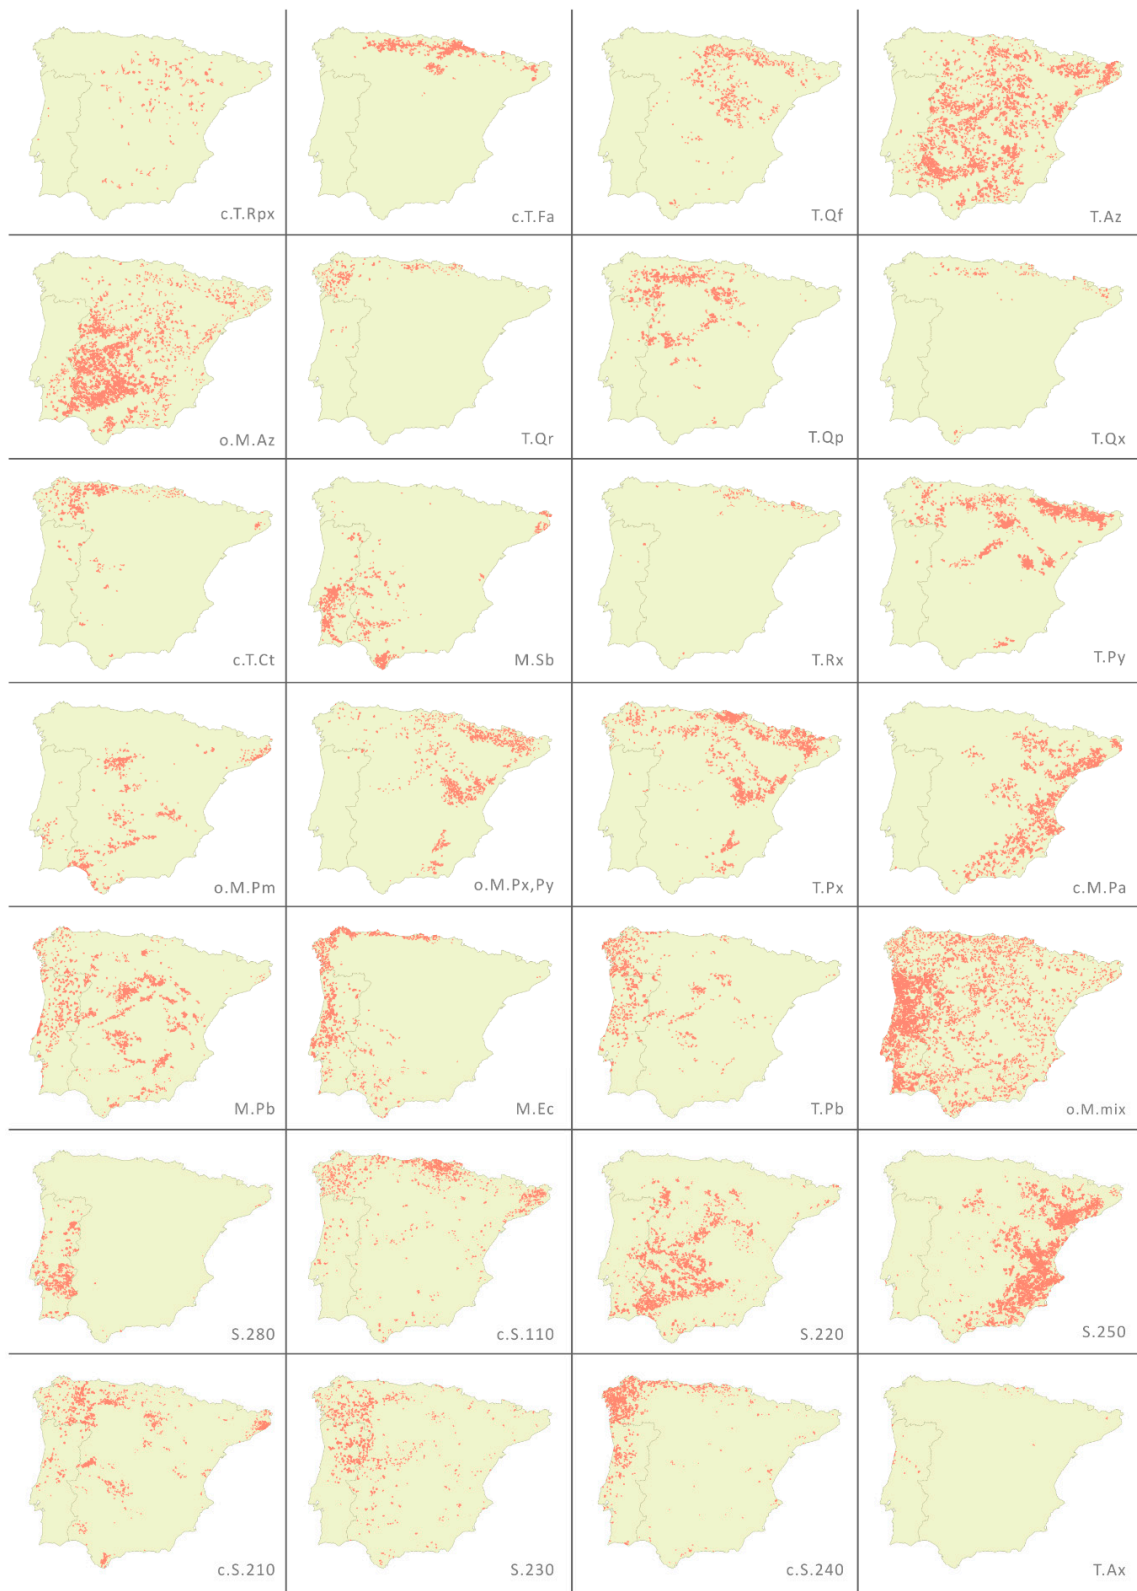 c.T.Rpx
c.T.Fa
T.Qf
T.Az
o.M.Az
T.Qr
T.Qp
T.Qx
c.T.Ct
M.Sb
T.Rx
T.Py
o.M.Pm
o.M.Px,Py
T.Px
c.M.Pa
M.Pb
M.Ec
T.Pb
o.M.mix
S.280
c.S.110
S.220
S.250
c.S.210
S.230
c.S.240
T.Ax